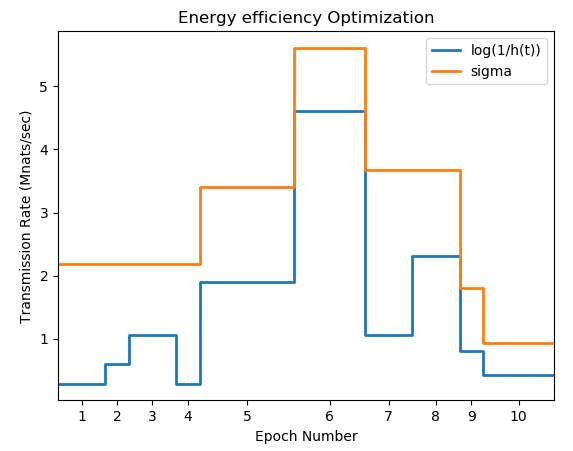 Energy efficiency Optimization
log(1/h(t))
sigma
Transmission Rate (Mnats/sec)
5
4
3
2
1
1 2 3 4 5 6 7 8 9 10
Epoch Number